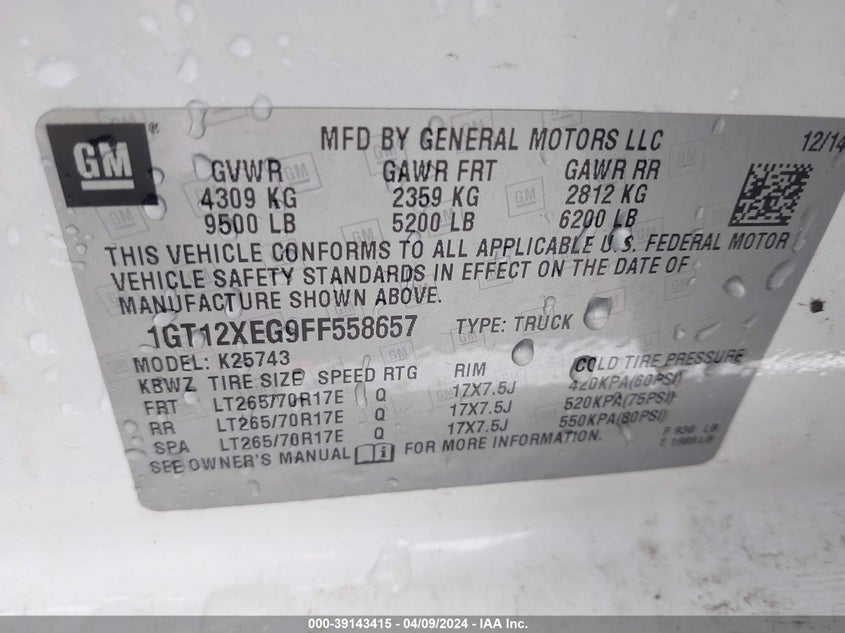 GM ®
MFD BY GENERAL MOTORS LLC 12/14
GVWR GAWR FRT GAWR RR
4309 KG 2359 KG 2812 KG
9500 LB 5200 LB 6200 LB
THIS VEHICLE CONFORMS TO ALL APPLICABLE U.S. FEDERAL MOTOR
VEHICLE SAFETY STANDARDS IN EFFECT ON THE DATE OF
MANUFACTURE SHOWN ABOVE.
1GT12XEG9FF558657 TYPE: TRUCK
MODEL: K25743
KBWZ TIRE SIZE SPEED RTG RIM COLD TIRE PRESSURE
FRT LT265/70R17E Q 17X7.5J 420KPA(60PSI)
RR LT265/70R17E Q 17X7.5J 520KPA(75PSI)
SPA LT265/70R17E Q 17X7.5J 550KPA(80PSI)
SEE OWNER'S MANUAL FOR MORE INFORMATION.
F: 930 LB
T: 1989 LB
000-39143415 - 04/09/2024 - IAA Inc.